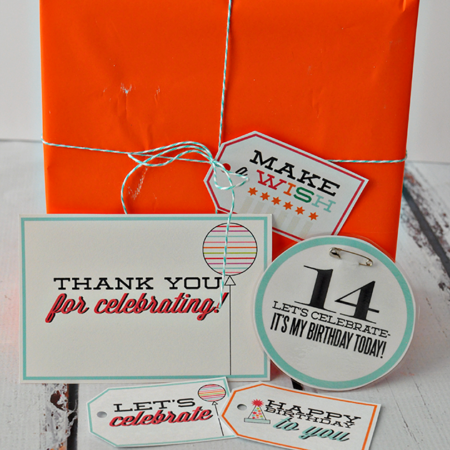 MAKE
a WISH
THANK YOU
for celebrating!
14
LET'S CELEBRATE-
IT'S MY BIRTHDAY TODAY!
LET'S
celebrate
HAPPY
BIRTHDAY
to you